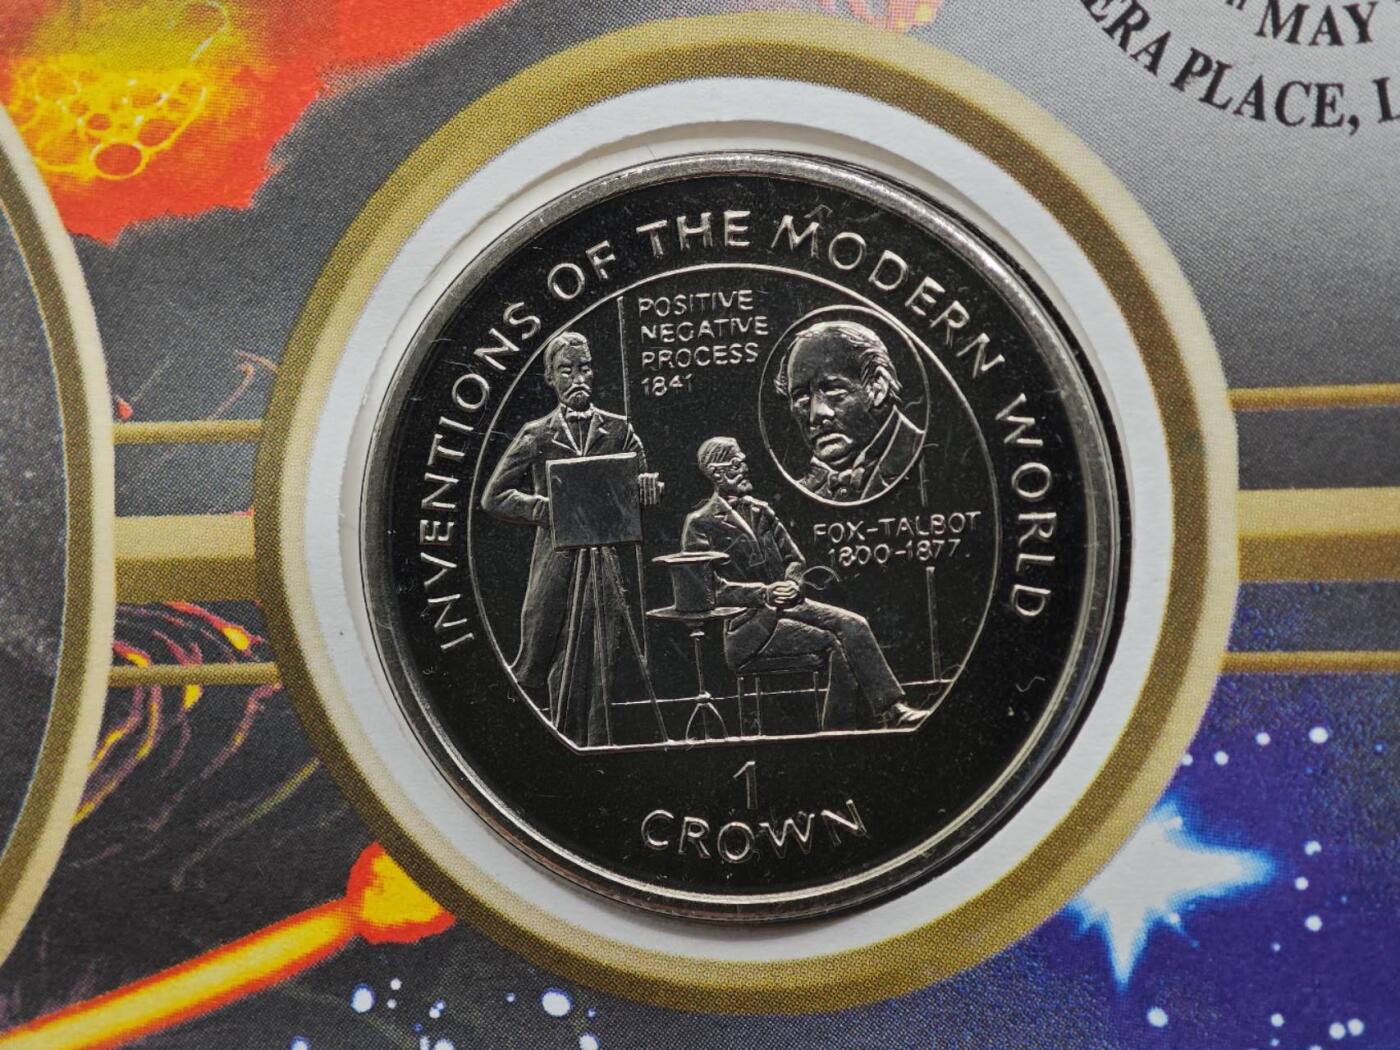 MAY
ERA PLACE, L
INVENTIONS OF THE MODERN WORLD
POSITIVE
NEGATIVE
PROCESS
1841
FOX-TALBOT
1800-1877
1
CROWN